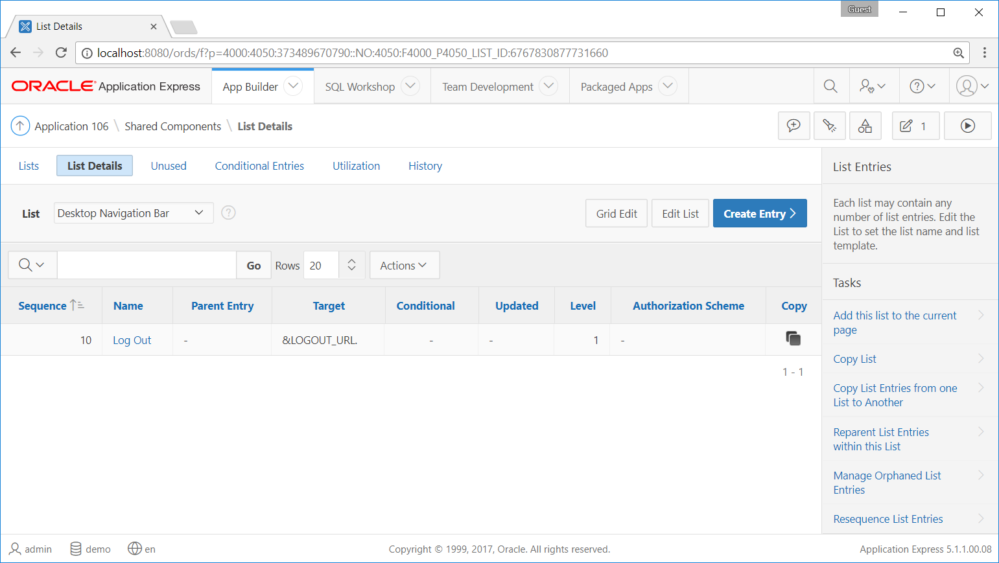 Guest
List Details
localhost:8080/ords/f?p=4000:4050:373489670790::NO:4050:F4000_P4050_LIST_ID:6767830877731660
ORACLE Application Express App Builder SQL Workshop Team Development Packaged Apps
Application 106 \ Shared Components \ List Details 1
Lists List Details Unused Conditional Entries Utilization History
List Desktop Navigation Bar Grid Edit Edit List Create Entry
Go Rows 20 Actions
Sequence Name Parent Entry Target Conditional Updated Level Authorization Scheme Copy
10 Log Out - &LOGOUT_URL. - - 1 -
1 - 1
List Entries
Each list may contain any
number of list entries. Edit the
List to set the list name and list
template.
Tasks
Add this list to the current
page
Copy List
Copy List Entries from one
List to Another
Reparent List Entries
within this List
Manage Orphaned List
Entries
Resequence List Entries
admin demo en Copyright © 1999, 2017, Oracle. All rights reserved. Application Express 5.1.1.00.08